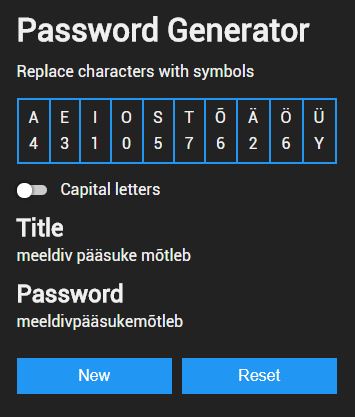 Password Generator
Replace characters with symbols
A E I O S T Õ Ä Ö Ü
4 3 1 0 5 7 6 2 6 Y
Capital letters
Title
meeldiv pääsuke mõtleb
Password
meeldivpääsukemõtleb
New Reset